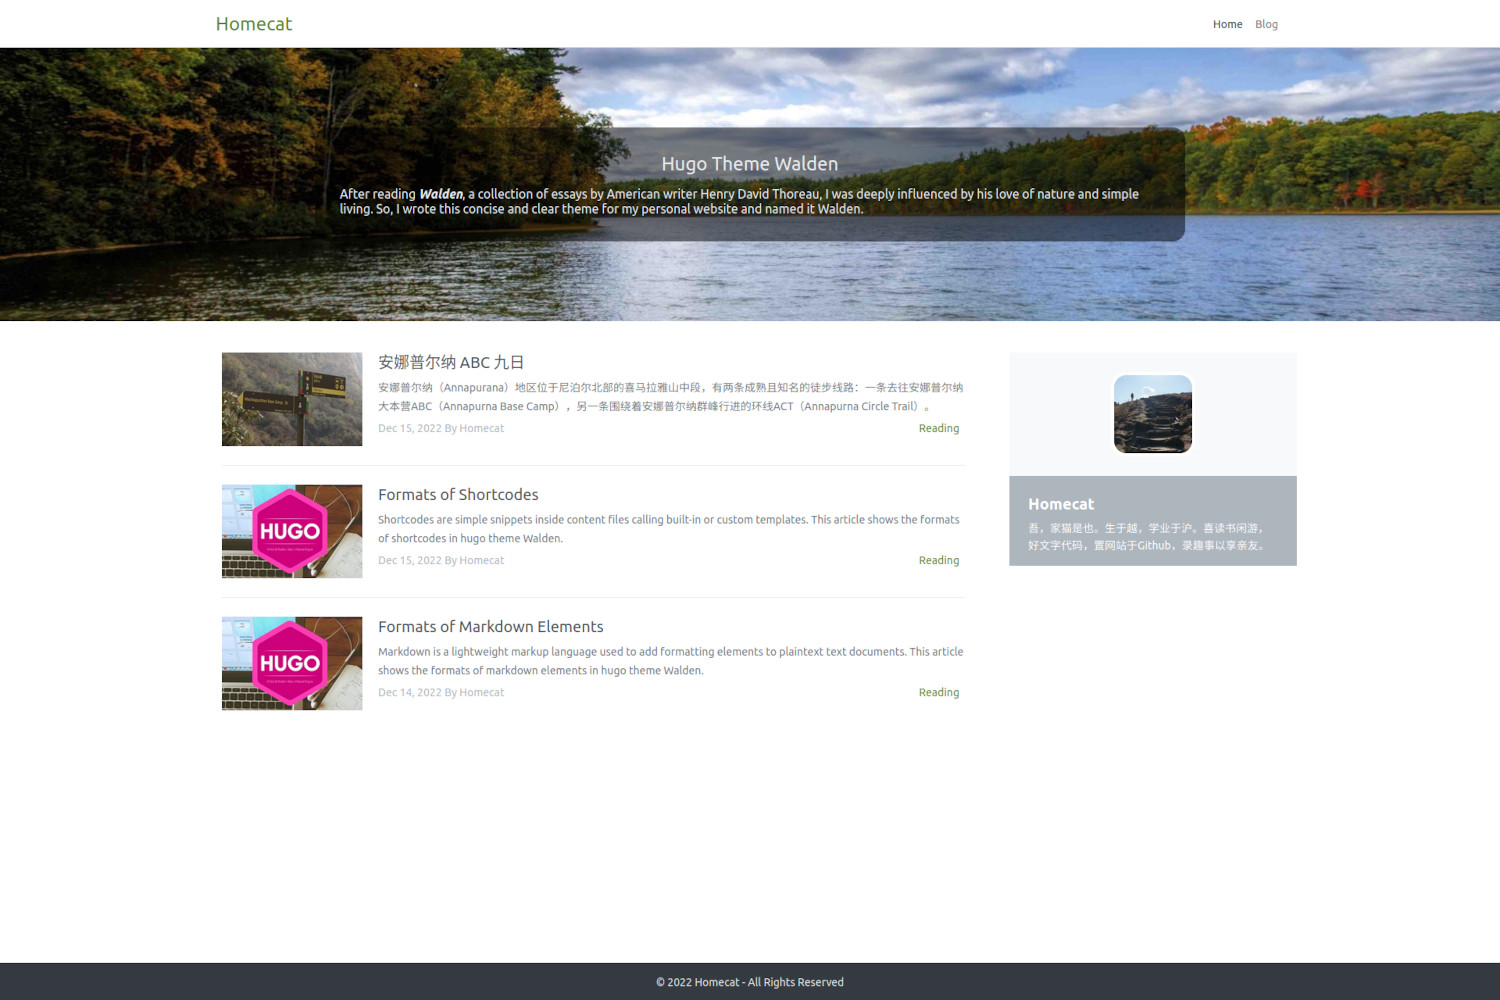 Homecat
Home
Blog
Hugo Theme Walden
After reading Walden, a collection of essays by American writer Henry David Thoreau, I was deeply influenced by his love of nature and simple
living. So, I wrote this concise and clear theme for my personal website and named it Walden.
安娜普尔纳 ABC 九日
安娜普尔纳（Annapurana）地区位于尼泊尔北部的喜马拉雅山中段，有两条成熟且知名的徒步线路：一条去往安娜普尔纳
大本营ABC（Annapurna Base Camp），另一条围绕着安娜普尔纳群峰行进的环线ACT（Annapurna Circle Trail）。
Dec 15, 2022 By Homecat
Reading
HUGO
Formats of Shortcodes
Shortcodes are simple snippets inside content files calling built-in or custom templates. This article shows the formats
of shortcodes in hugo theme Walden.
Dec 15, 2022 By Homecat
Reading
HUGO
Formats of Markdown Elements
Markdown is a lightweight markup language used to add formatting elements to plaintext text documents. This article
shows the formats of markdown elements in hugo theme Walden.
Dec 14, 2022 By Homecat
Reading
Homecat
吾，家猫是也。生于越，学业于沪。喜读书闲游，
好文字代码，置网站于Github，录趣事以享亲友。
© 2022 Homecat - All Rights Reserved